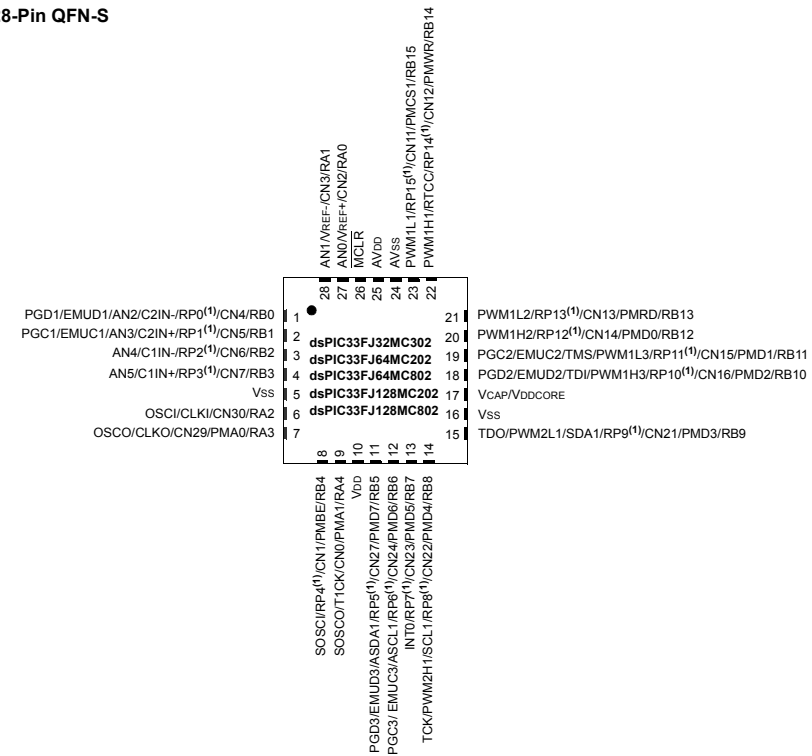 8-Pin QFN-S
AN1/VREF-/CN3/RA1
AN0/VREF+/CN2/RA0
MCLR
AVDD
AVSS
PWM1L1/RP15(1)/CN11/PMCS1/RB15
PWM1H1/RTCC/RP14(1)/CN12/PMWR/RB14
28 27 26 25 24 23 22
PGD1/EMUD1/AN2/C2IN-/RP0(1)/CN4/RB0 1
PGC1/EMUC1/AN3/C2IN+/RP1(1)/CN5/RB1 2
AN4/C1IN-/RP2(1)/CN6/RB2 3
AN5/C1IN+/RP3(1)/CN7/RB3 4
VSS 5
OSCI/CLKI/CN30/RA2 6
OSCO/CLKO/CN29/PMA0/RA3 7
dsPIC33FJ32MC302
dsPIC33FJ64MC202
dsPIC33FJ64MC802
dsPIC33FJ128MC202
dsPIC33FJ128MC802
21 PWM1L2/RP13(1)/CN13/PMRD/RB13
20 PWM1H2/RP12(1)/CN14/PMD0/RB12
19 PGC2/EMUC2/TMS/PWM1L3/RP11(1)/CN15/PMD1/RB11
18 PGD2/EMUD2/TDI/PWM1H3/RP10(1)/CN16/PMD2/RB10
17 VCAP/VDDCORE
16 VSS
15 TDO/PWM2L1/SDA1/RP9(1)/CN21/PMD3/RB9
8 9 10 11 12 13 14
SOSCI/RP4(1)/CN1/PMBE/RB4
SOSCO/T1CK/CN0/PMA1/RA4
VDD
PGD3/EMUD3/ASDA1/RP5(1)/CN27/PMD7/RB5
PGC3/ EMUC3/ASCL1/RP6(1)/CN24/PMD6/RB6
INT0/RP7(1)/CN23/PMD5/RB7
TCK/PWM2H1/SCL1/RP8(1)/CN22/PMD4/RB8